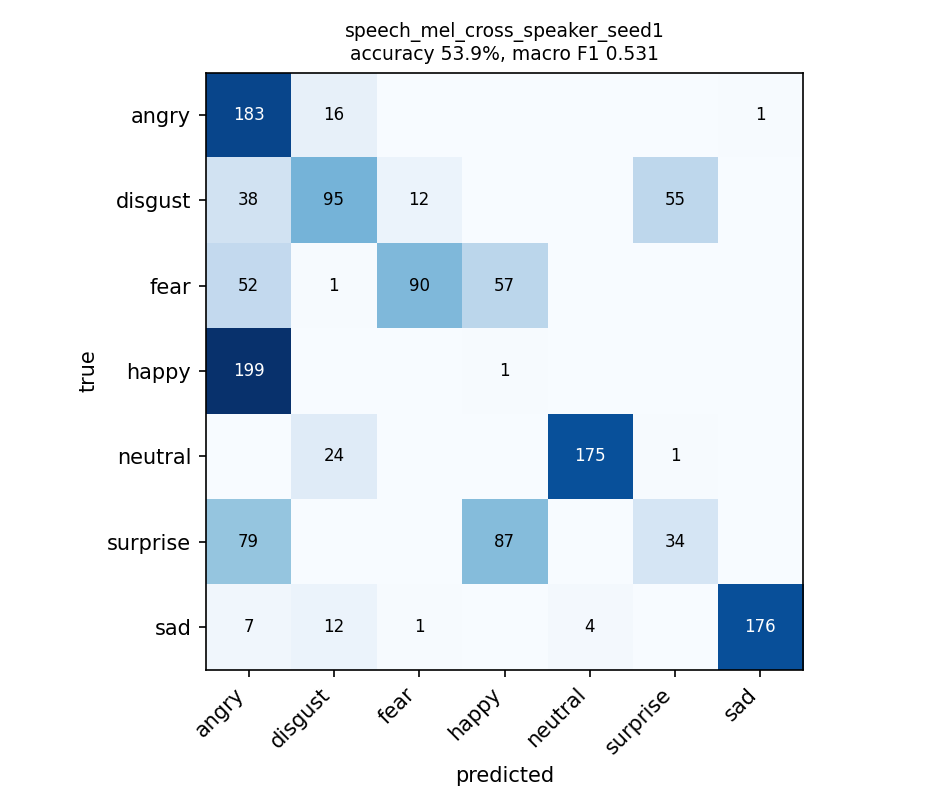 speech_mel_cross_speaker_seed1
accuracy 53.9%, macro F1 0.531
angry 183 16 1
disgust 38 95 12 55
fear 52 1 90 57
happy 199 1
neutral 24 175 1
surprise 79 87 34
sad 7 12 1 4 176
true
angry disgust fear happy neutral surprise sad
predicted